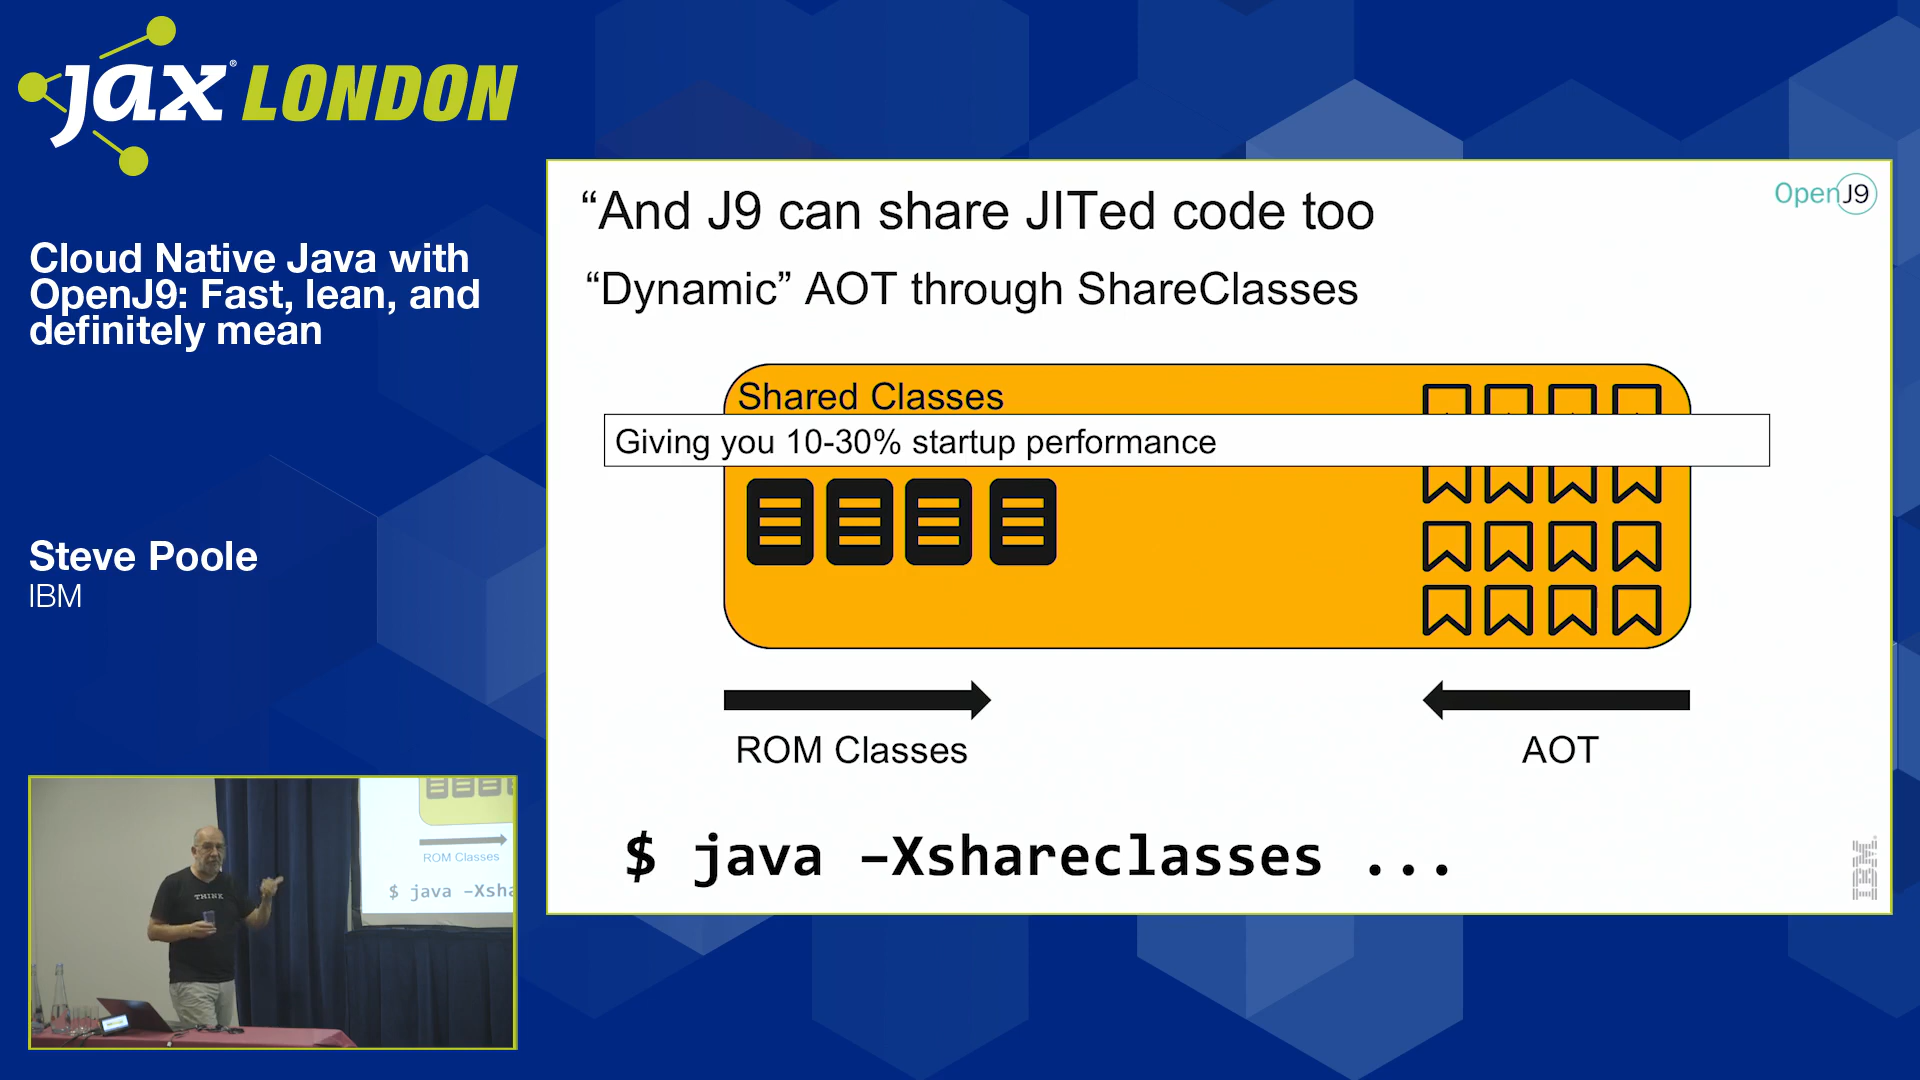 jax® LONDON
Cloud Native Java with
OpenJ9: Fast, lean, and
definitely mean
Steve Poole
IBM
OpenJ9
“And J9 can share JITed code too
“Dynamic” AOT through ShareClasses
Shared Classes
Giving you 10-30% startup performance
ROM Classes
AOT
$ java –Xshareclasses ...
IBM
THINK
ROM Classes
$ java –Xsha